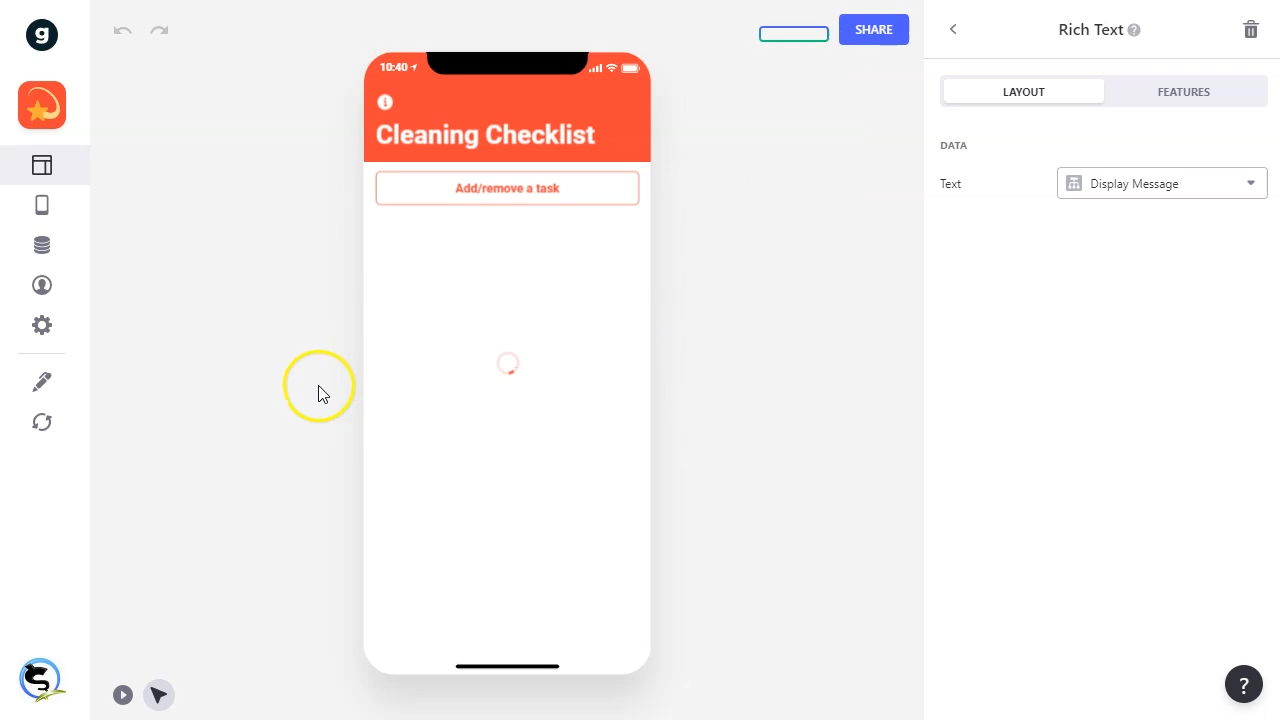 g
SHARE
Rich Text ?
LAYOUT
FEATURES
DATA
Text
Display Message
10:40
Cleaning Checklist
Add/remove a task
?